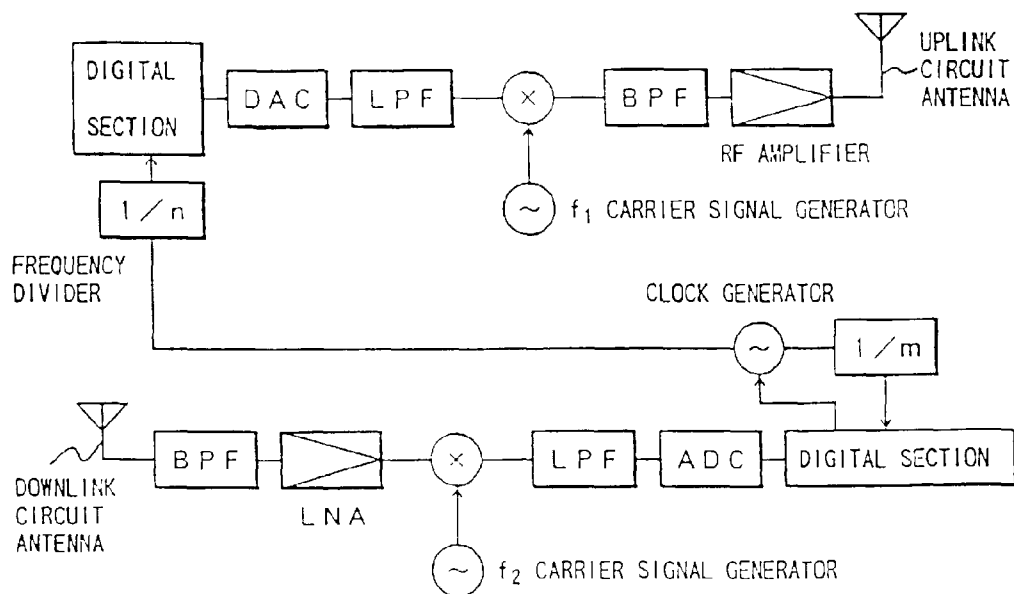 DIGITAL
SECTION
DAC
LPF
×
BPF
RF AMPLIFIER
UPLINK
CIRCUIT
ANTENNA
1/n
~
f₁ CARRIER SIGNAL GENERATOR
FREQUENCY
DIVIDER
CLOCK GENERATOR
~
1/m
BPF
LNA
×
LPF
ADC
DIGITAL SECTION
DOWNLINK
CIRCUIT
ANTENNA
~
f₂ CARRIER SIGNAL GENERATOR